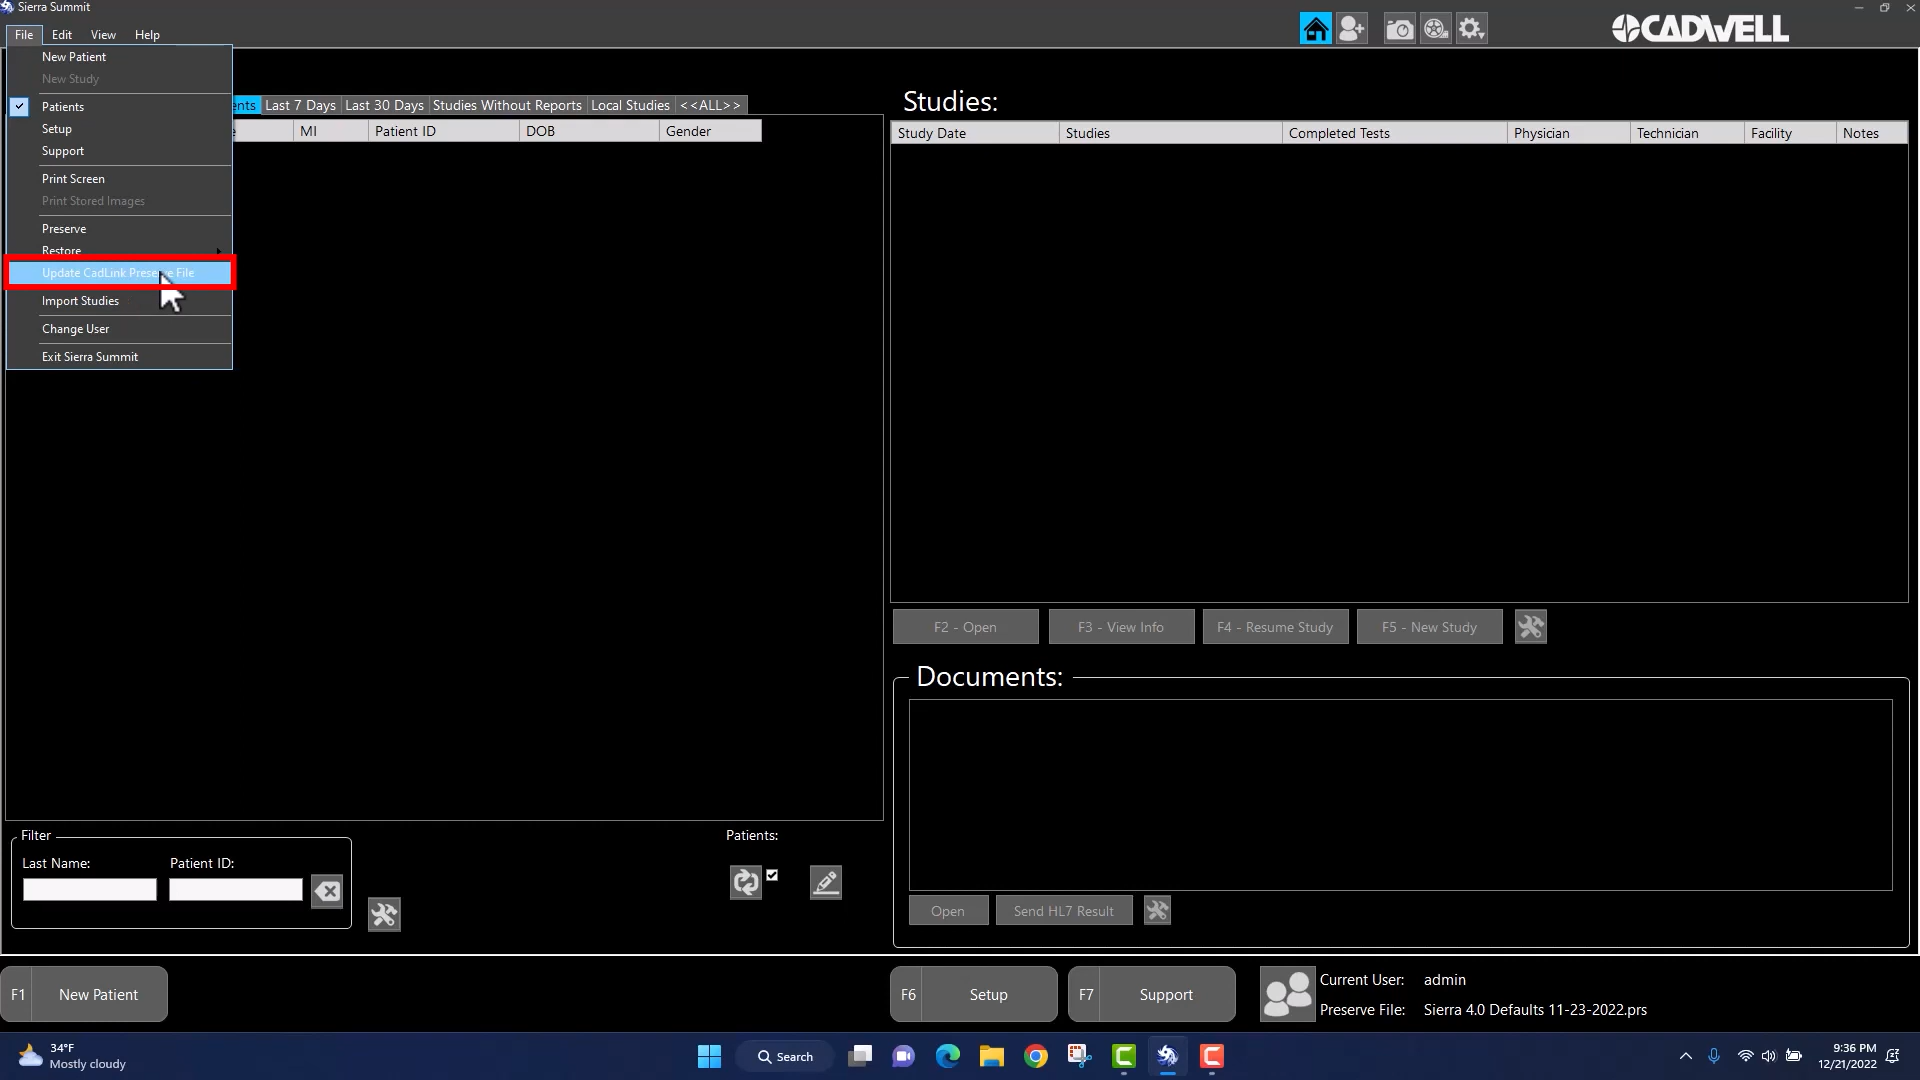 Sierra Summit
File Edit View Help
CADWELL
New Patient
New Study
Patients
Setup
Support
Print Screen
Print Stored Images
Preserve
Restore
Update CadLink Preserve File
Import Studies
Change User
Exit Sierra Summit
Last 7 Days Last 30 Days Studies Without Reports Local Studies <<ALL>>
MI Patient ID DOB Gender
Studies:
Study Date Studies Completed Tests Physician Technician Facility Notes
F2 - Open F3 - View Info F4 - Resume Study F5 - New Study
Documents:
Open Send HL7 Result
Filter
Last Name: Patient ID:
Patients:
F1 New Patient
F6 Setup
F7 Support
Current User: admin
Preserve File: Sierra 4.0 Defaults 11-23-2022.prs
34°F
Mostly cloudy
Search
9:36 PM
12/21/2022